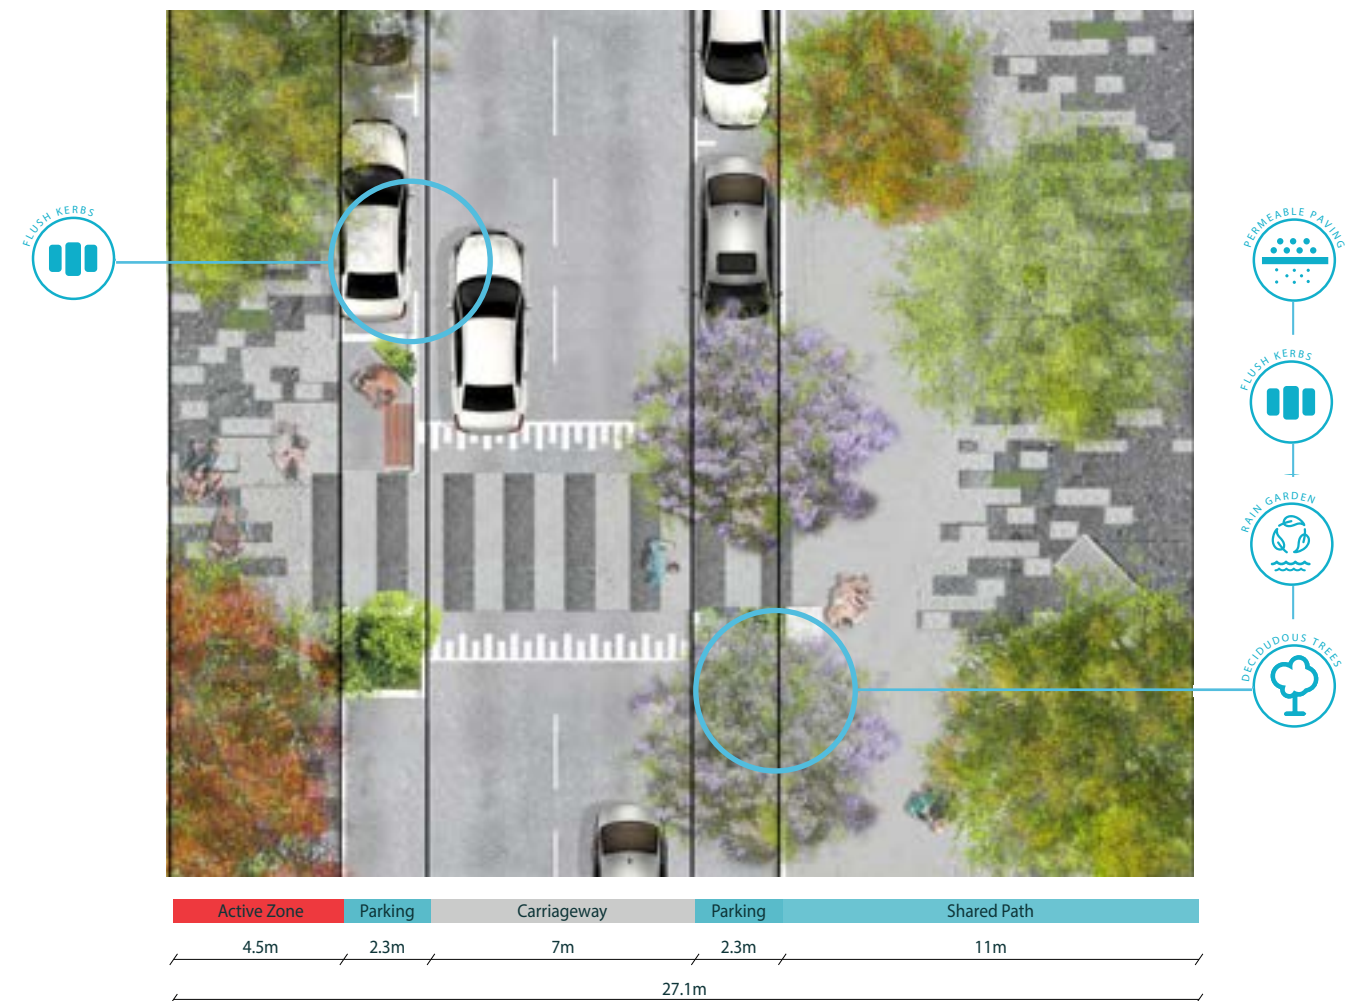 FLUSH KERBS
PERMEABLE PAVING
FLUSH KERBS
RAIN GARDEN
DECIDUDOUS TREES
Active Zone Parking Carriageway Parking Shared Path
4.5m 2.3m 7m 2.3m 11m
27.1m